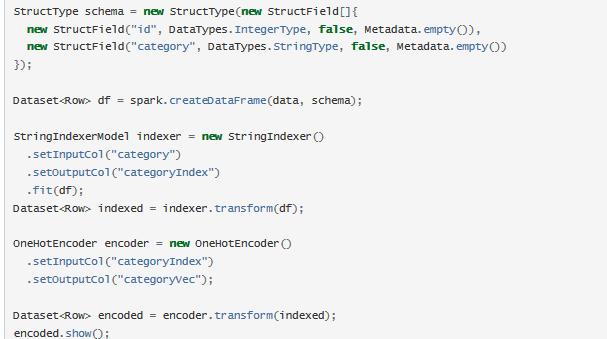 StructType schema = new StructType(new StructField[]{
  new StructField("id", DataTypes.IntegerType, false, Metadata.empty()),
  new StructField("category", DataTypes.StringType, false, Metadata.empty())
});

Dataset<Row> df = spark.createDataFrame(data, schema);

StringIndexerModel indexer = new StringIndexer()
  .setInputCol("category")
  .setOutputCol("categoryIndex")
  .fit(df);
Dataset<Row> indexed = indexer.transform(df);

OneHotEncoder encoder = new OneHotEncoder()
  .setInputCol("categoryIndex")
  .setOutputCol("categoryVec");

Dataset<Row> encoded = encoder.transform(indexed);
encoded.show();